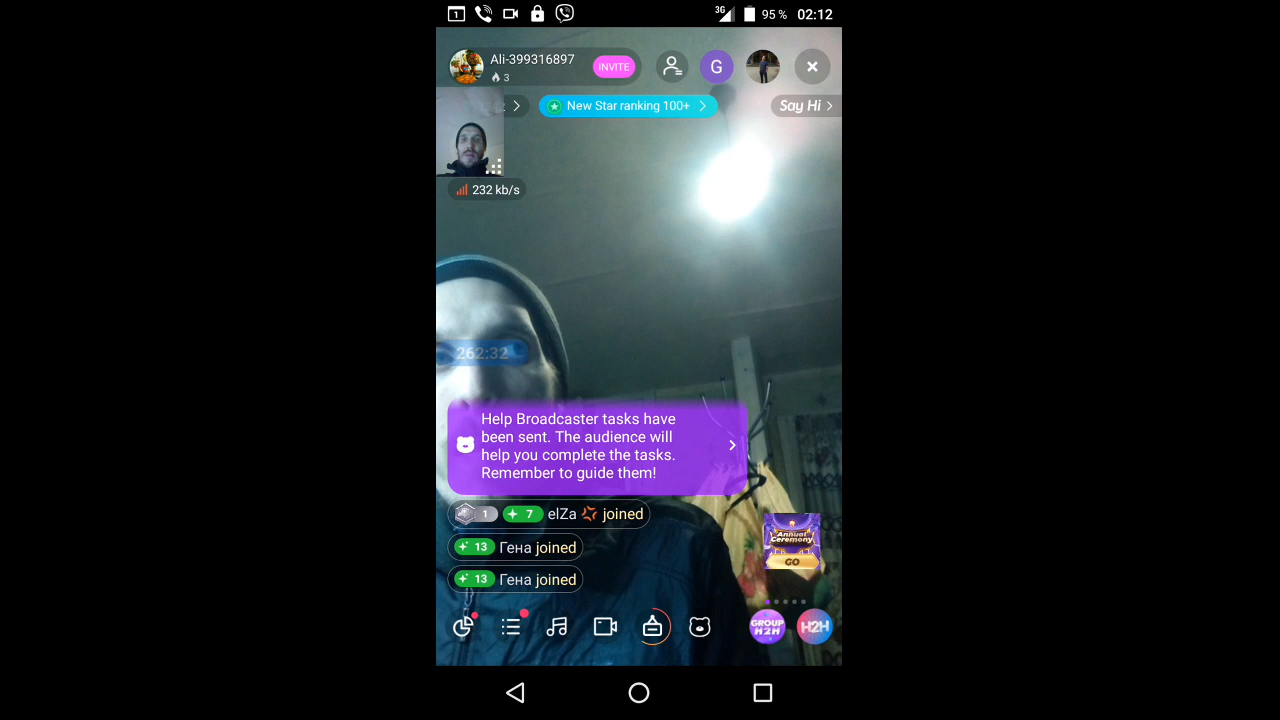 1
3G
95 %
02:12
Ali-399316897
3
INVITE
G
New Star ranking 100+
Say Hi
232 kb/s
262:32
Help Broadcaster tasks have
been sent. The audience will
help you complete the tasks.
Remember to guide them!
1 7 elZa joined
13 Гена joined
13 Гена joined
Annual
Ceremony
GO
GROUP
H2H
H2H